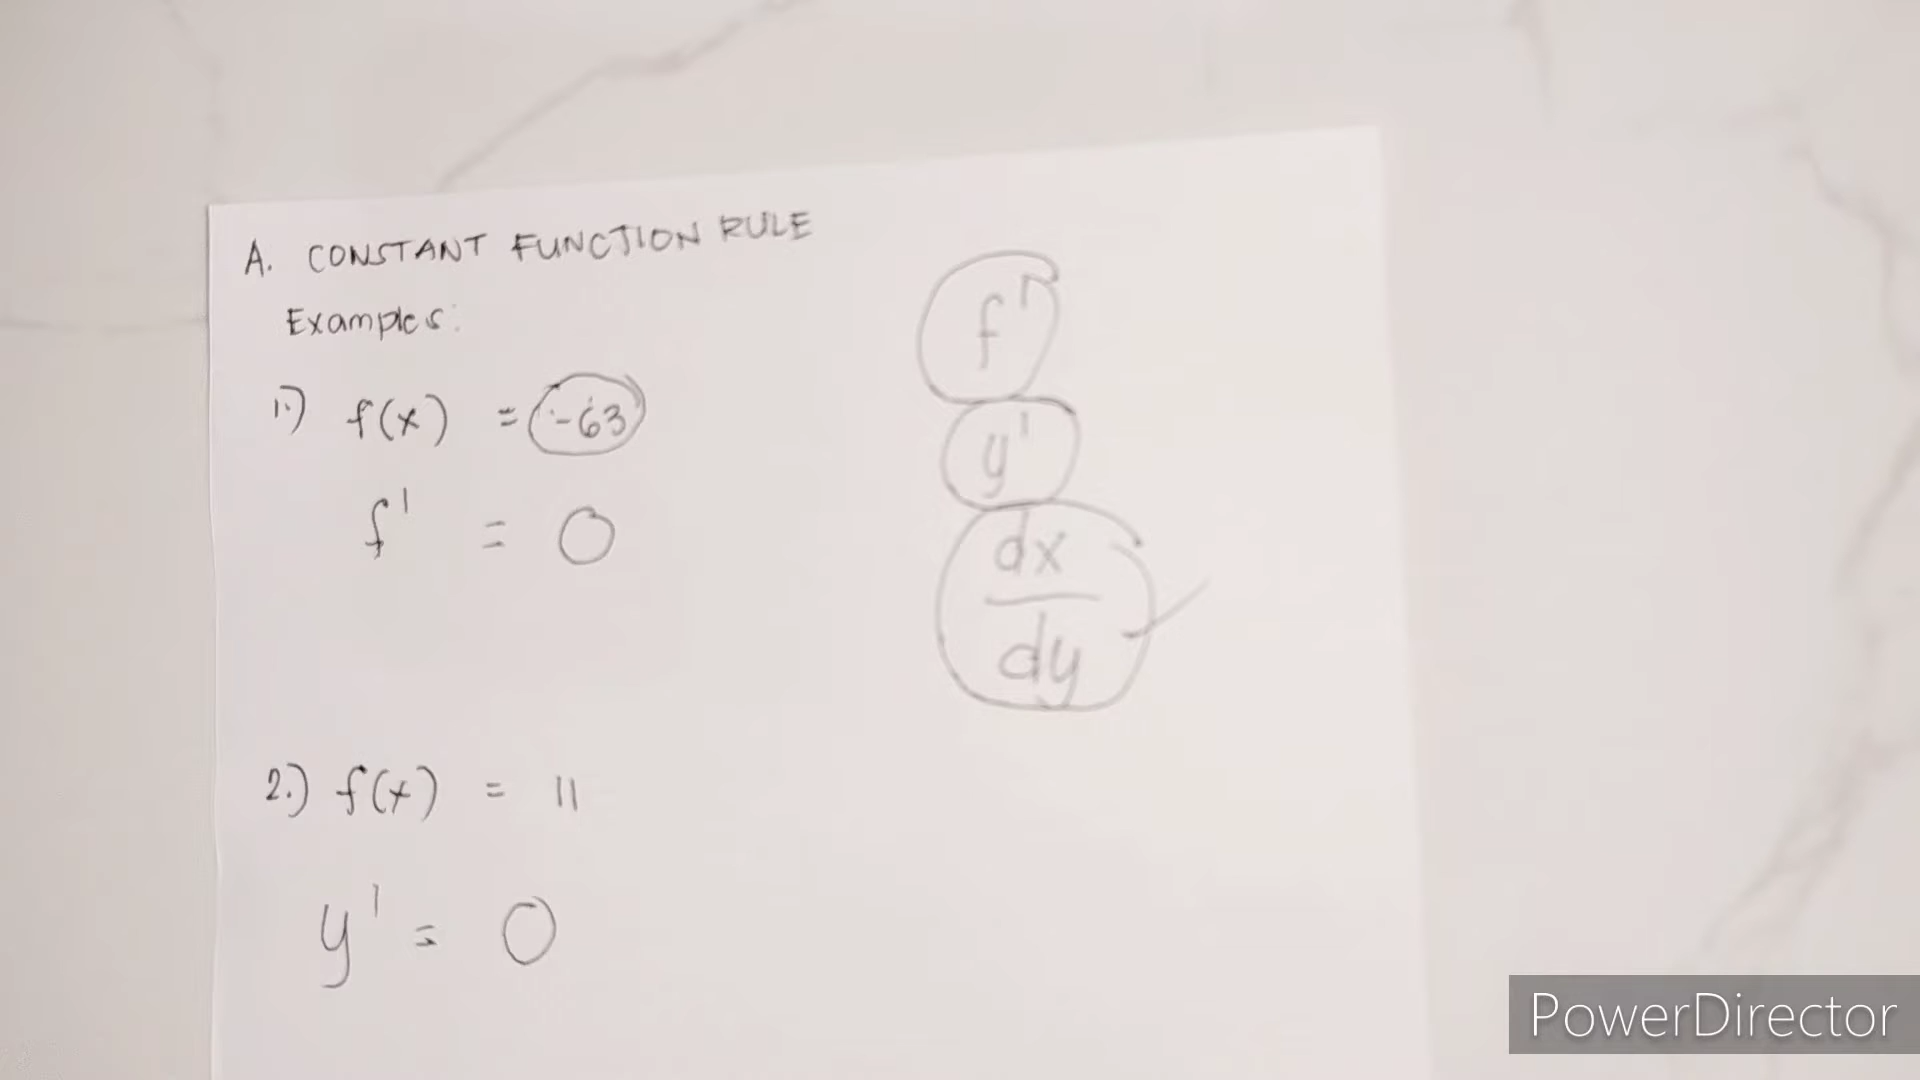 A. CONSTANT FUNCTION RULE
Examples:
1.) f(x) = -63
f' = 0
2.) f(x) = 11
y' = 0
f'
y'
dx
dy
PowerDirector